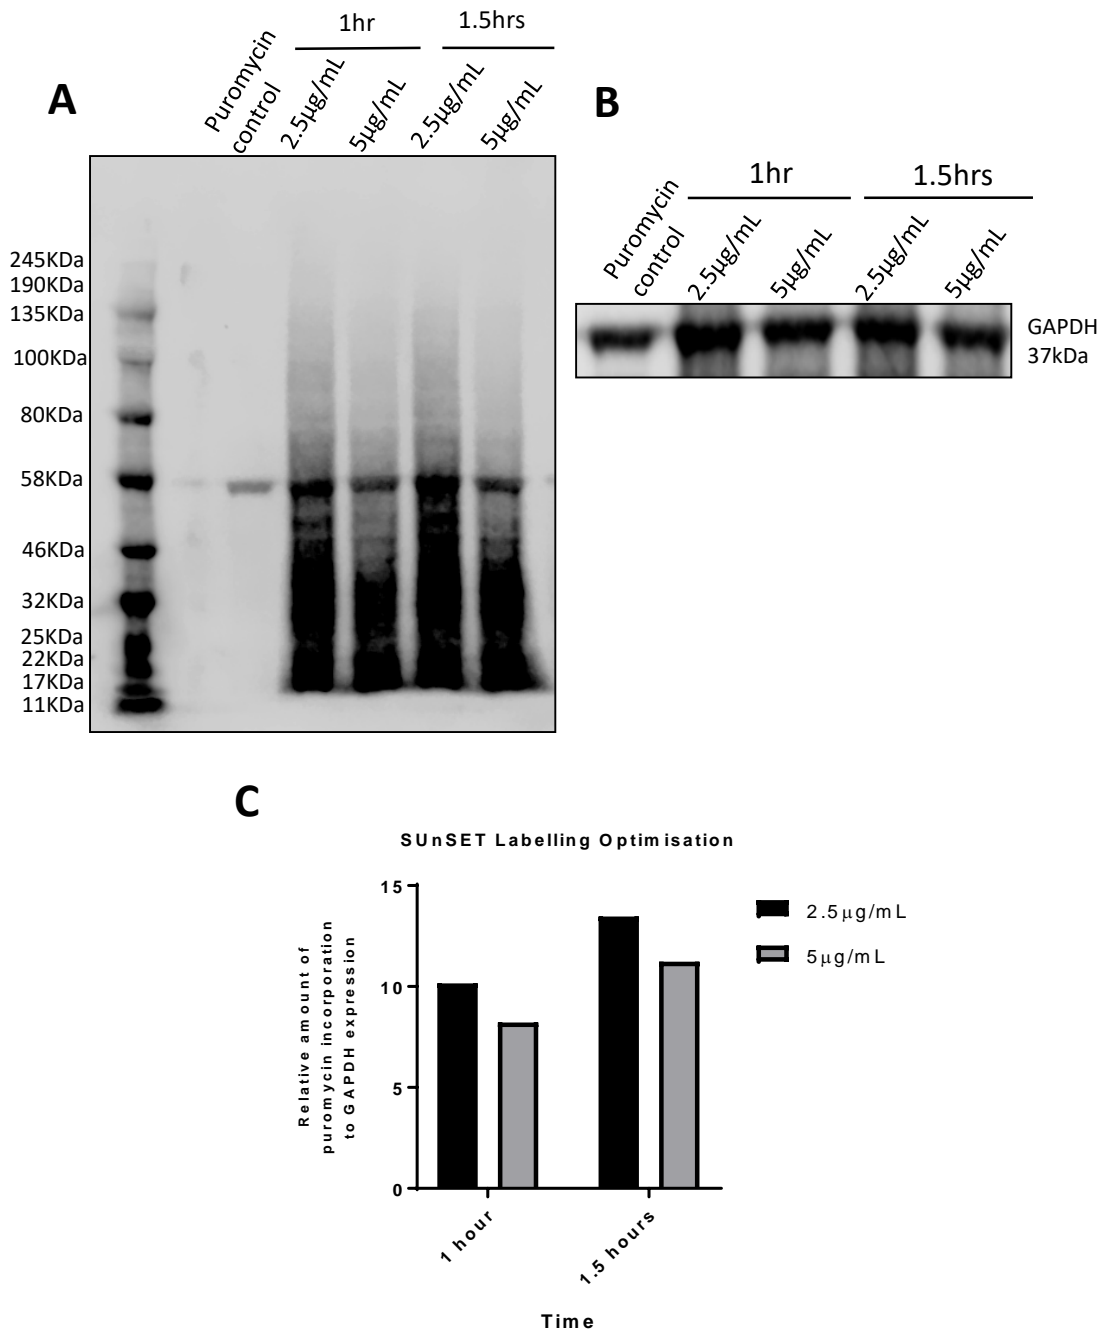 A
Puromycin
control
1hr
1.5hrs
2.5µg/mL
5µg/mL
2.5µg/mL
5µg/mL
245KDa
190KDa
135KDa
100KDa
80KDa
58KDa
46KDa
32KDa
25KDa
22KDa
17KDa
11KDa
B
Puromycin
control
1hr
1.5hrs
2.5µg/mL
5µg/mL
2.5µg/mL
5µg/mL
GAPDH
37kDa
C
SUnSET Labelling Optimisation
Relative amount of
puromycin incorporation
to GAPDH expression
15
10
5
0
2.5µg/mL
5µg/mL
1 hour
1.5 hours
Time